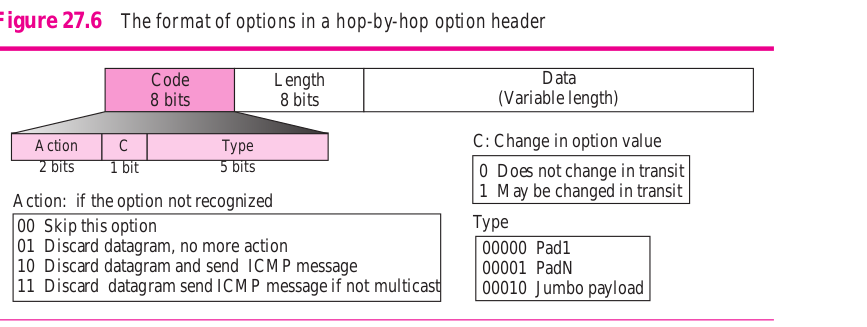 Figure 27.6 The format of options in a hop-by-hop option header
Code
8 bits
Length
8 bits
Data
(Variable length)
Action
C
Type
2 bits
1 bit
5 bits
C: Change in option value
0 Does not change in transit
1 May be changed in transit
Action: if the option not recognized
00 Skip this option
01 Discard datagram, no more action
10 Discard datagram and send ICMP message
11 Discard datagram send ICMP message if not multicast
Type
00000 Pad1
00001 PadN
00010 Jumbo payload